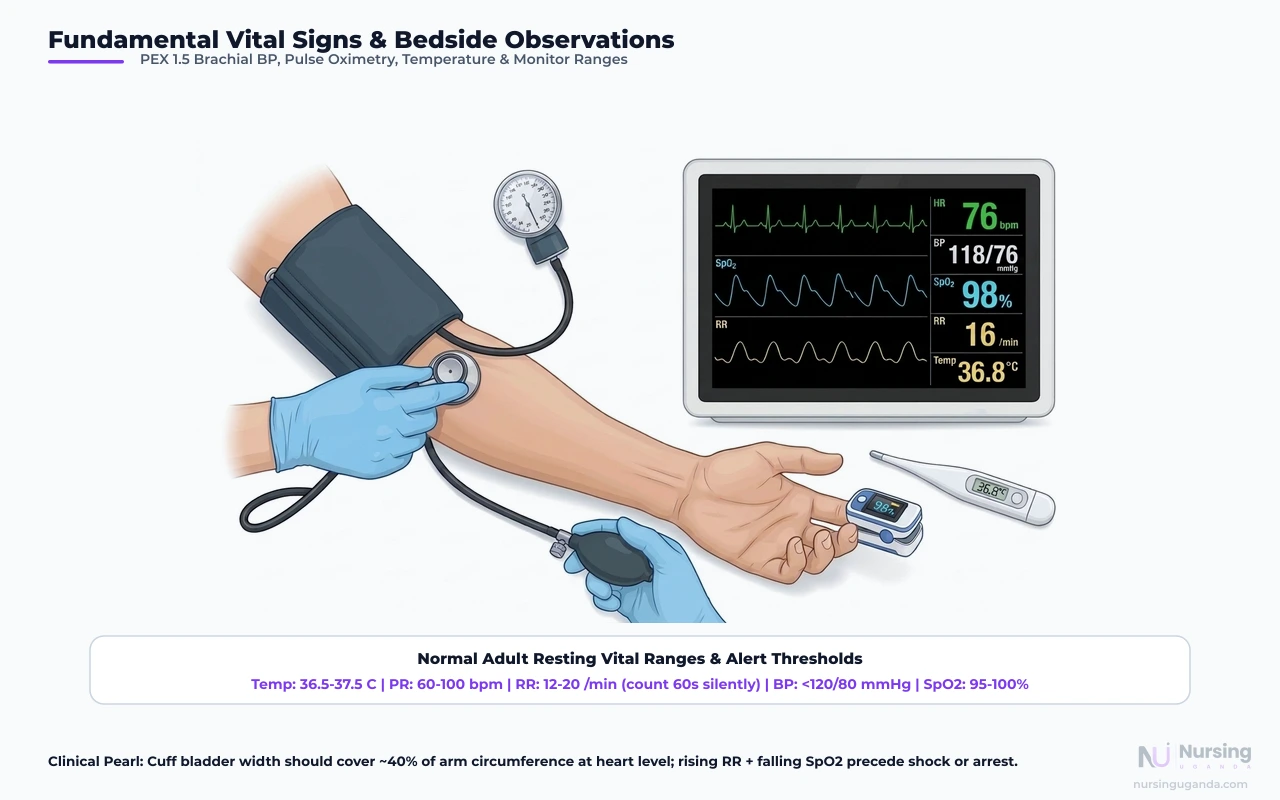 Fundamental Vital Signs & Bedside Observations
PEX 1.5 Brachial BP, Pulse Oximetry, Temperature & Monitor Ranges
HR 76 bpm
BP 118/76 mmHg
SpO₂
SpO₂ 98%
RR
RR 16 /min
Temp 36.8°C
36.8°C
98%
Normal Adult Resting Vital Ranges & Alert Thresholds
Temp: 36.5-37.5 C | PR: 60-100 bpm | RR: 12-20 /min (count 60s silently) | BP: <120/80 mmHg | SpO2: 95-100%
Clinical Pearl: Cuff bladder width should cover ~40% of arm circumference at heart level; rising RR + falling SpO2 precede shock or arrest.
NU Nursing
UGANDA
nursinguganda.com